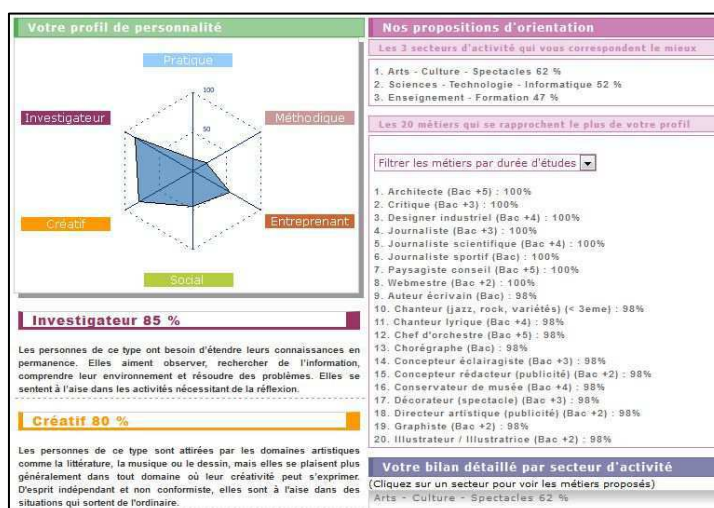 Votre profil de personnalité
Pratique
100
50
Investigateur
Méthodique
Créatif
Entreprenant
Social
Investigateur 85 %
Les personnes de ce type ont besoin d'étendre leurs connaissances en
permanence. Elles aiment observer, rechercher de l'information,
comprendre leur environnement et résoudre des problèmes. Elles se
sentent à l'aise dans les activités nécessitant de la réflexion.
Créatif 80 %
Les personnes de ce type sont attirées par les domaines artistiques
comme la littérature, la musique ou le dessin, mais elles se plaisent plus
généralement dans tout domaine où leur créativité peut s'exprimer.
D'esprit indépendant et non conformiste, elles sont à l'aise dans des
situations qui sortent de l'ordinaire.
Nos propositions d'orientation
Les 3 secteurs d'activité qui vous correspondent le mieux
1. Arts - Culture - Spectacles 62 %
2. Sciences - Technologie - Informatique 52 %
3. Enseignement - Formation 47 %
Les 20 métiers qui se rapprochent le plus de votre profil
Filtrer les métiers par durée d'études
1. Architecte (Bac +5) : 100%
2. Critique (Bac +3) : 100%
3. Designer industriel (Bac +4) : 100%
4. Journaliste (Bac +3) : 100%
5. Journaliste scientifique (Bac +4) : 100%
6. Journaliste sportif (Bac +3) : 100%
7. Paysagiste conseil (Bac +5) : 100%
8. Webmestre (Bac +2) : 100%
9. Auteur écrivain (Bac) : 98%
10. Chanteur (jazz, rock, variétés) (< 3eme) : 98%
11. Chanteur lyrique (Bac +4) : 98%
12. Chef d'orchestre (Bac +5) : 98%
13. Chorégraphe (Bac) : 98%
14. Concepteur éclairagiste (Bac +3) : 98%
15. Concepteur rédacteur (publicité) (Bac +2) : 98%
16. Conservateur de musée (Bac +4) : 98%
17. Décorateur (spectacle) (Bac +3) : 98%
18. Directeur artistique (publicité) (Bac +2) : 98%
19. Graphiste (Bac +2) : 98%
20. Illustrateur / Illustratrice (Bac +2) : 98%
Votre bilan détaillé par secteur d'activité
(Cliquez sur un secteur pour voir les métiers proposés)
Arts - Culture - Spectacles 62 %